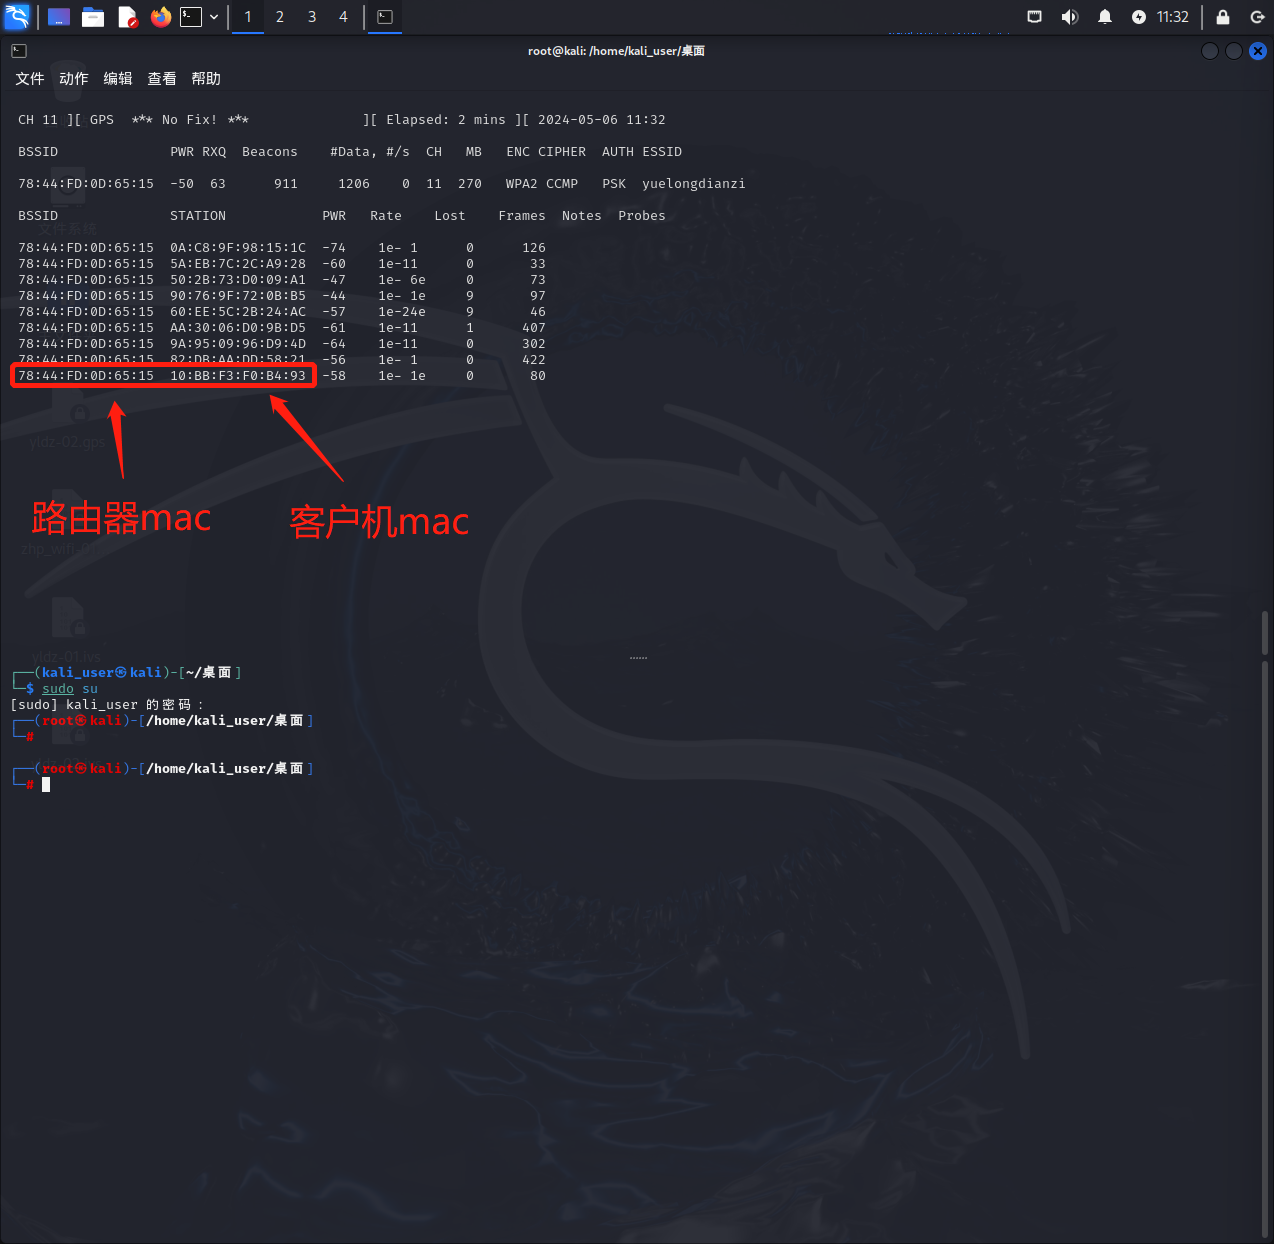 1 2 3 4 11:32
root@kali: /home/kali_user/桌面
文件 动作 编辑 查看 帮助
CH 11 ][ GPS *** No Fix! *** ][ Elapsed: 2 mins ][ 2024-05-06 11:32
BSSID PWR RXQ Beacons #Data, #/s CH MB ENC CIPHER AUTH ESSID
78:44:FD:0D:65:15 -50 63 911 1206 0 11 270 WPA2 CCMP PSK yuelongdianzi
BSSID STATION PWR Rate Lost Frames Notes Probes
文件系统
78:44:FD:0D:65:15 0A:C8:9F:98:15:1C -74 1e- 1 0 126
78:44:FD:0D:65:15 5A:EB:7C:2C:A9:28 -60 1e-11 0 33
78:44:FD:0D:65:15 50:2B:73:D0:09:A1 -47 1e- 6e 0 73
78:44:FD:0D:65:15 90:76:9F:72:0B:B5 -44 1e- 1e 9 97
78:44:FD:0D:65:15 60:EE:5C:2B:24:AC -57 1e-24e 9 46
78:44:FD:0D:65:15 AA:30:06:D0:9B:D5 -61 1e-11 1 407
78:44:FD:0D:65:15 9A:95:09:96:D9:4D -64 1e-11 0 302
78:44:FD:0D:65:15 82:DB:AA:DD:58:21 -56 1e- 1 0 422
78:44:FD:0D:65:15 10:BB:F3:F0:B4:93 -58 1e- 1e 0 80
yldz-02.gps
路由器mac 客户机mac
yldz-01.ivs
┌──(kali_user㉿kali)-[~/桌面]
└─$ sudo su
[sudo] kali_user 的密码：
┌──(root㉿kali)-[/home/kali_user/桌面]
└─#
┌──(root㉿kali)-[/home/kali_user/桌面]
└─#